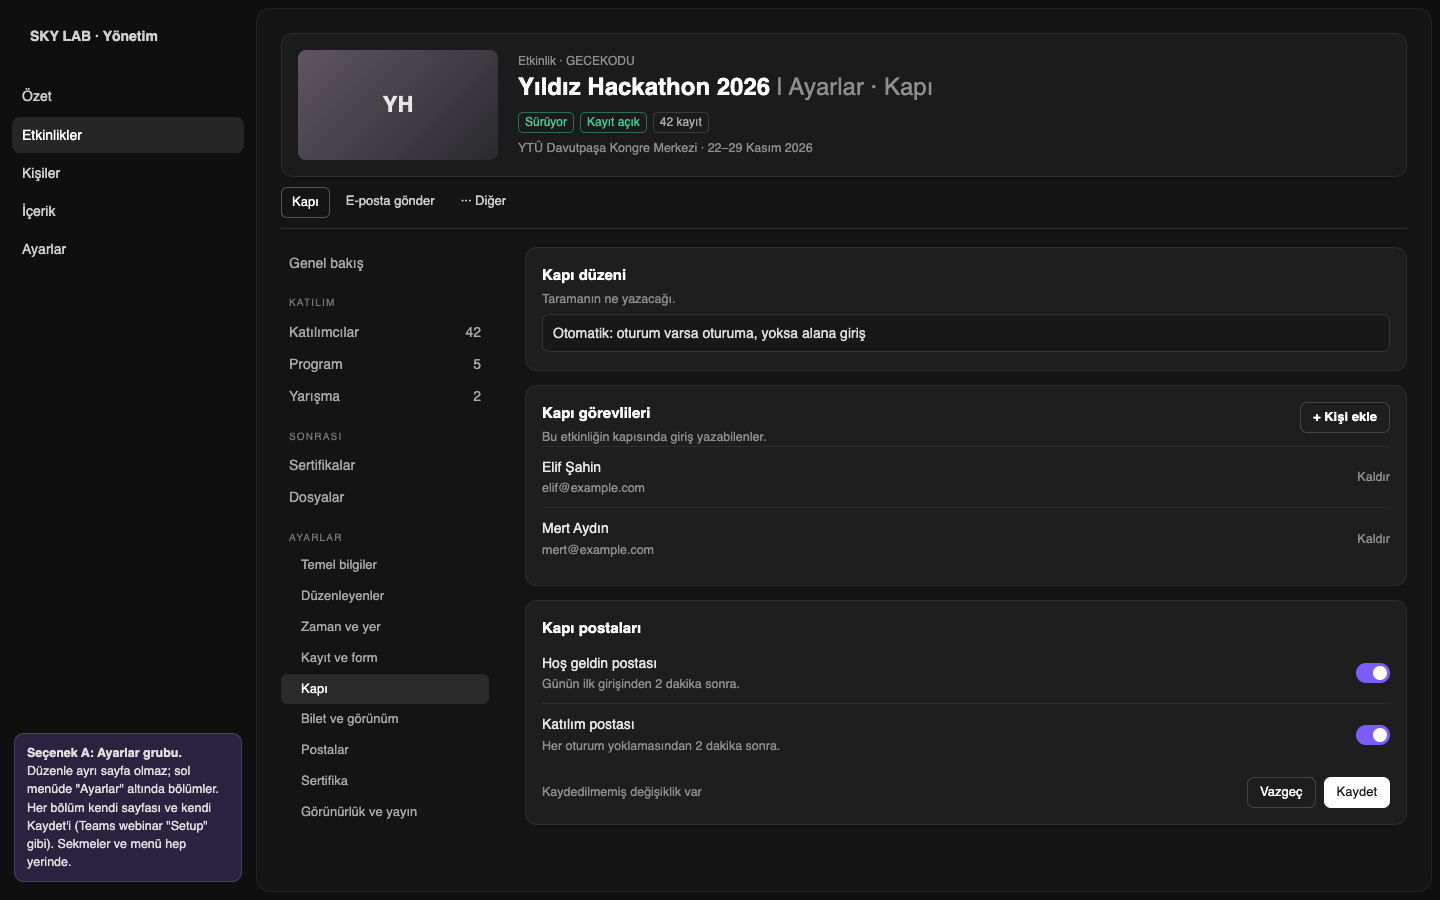 SKY LAB · Yönetim
Özet
Etkinlikler
Kişiler
İçerik
Ayarlar
Seçenek A: Ayarlar grubu.
Düzenle ayrı sayfa olmaz; sol
menüde "Ayarlar" altında bölümler.
Her bölüm kendi sayfası ve kendi
Kaydet'i (Teams webinar "Setup"
gibi). Sekmeler ve menü hep
yerinde.
YH
Etkinlik · GECEKODU
Yıldız Hackathon 2026 | Ayarlar · Kapı
Sürüyor Kayıt açık 42 kayıt
YTÜ Davutpaşa Kongre Merkezi · 22–29 Kasım 2026
Kapı E-posta gönder ··· Diğer
Genel bakış
KATILIM
Katılımcılar 42
Program 5
Yarışma 2
SONRASI
Sertifikalar
Dosyalar
AYARLAR
Temel bilgiler
Düzenleyenler
Zaman ve yer
Kayıt ve form
Kapı
Bilet ve görünüm
Postalar
Sertifika
Görünürlük ve yayın
Kapı düzeni
Taramanın ne yazacağı.
Otomatik: oturum varsa oturuma, yoksa alana giriş
Kapı görevlileri
+ Kişi ekle
Bu etkinliğin kapısında giriş yazabilenler.
Elif Şahin
elif@example.com
Kaldır
Mert Aydın
mert@example.com
Kaldır
Kapı postaları
Hoş geldin postası
Günün ilk girişinden 2 dakika sonra.
Katılım postası
Her oturum yoklamasından 2 dakika sonra.
Kaydedilmemiş değişiklik var
Vazgeç Kaydet